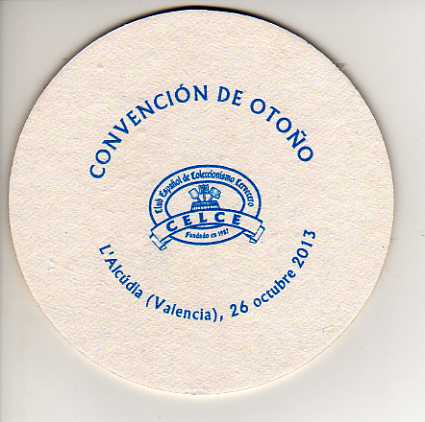 CONVENCIÓN DE OTOÑO
Club Español de Coleccionismo Cervecero
CELCE
Fundado en 1987
L'Alcúdia (Valencia), 26 octubre 2013